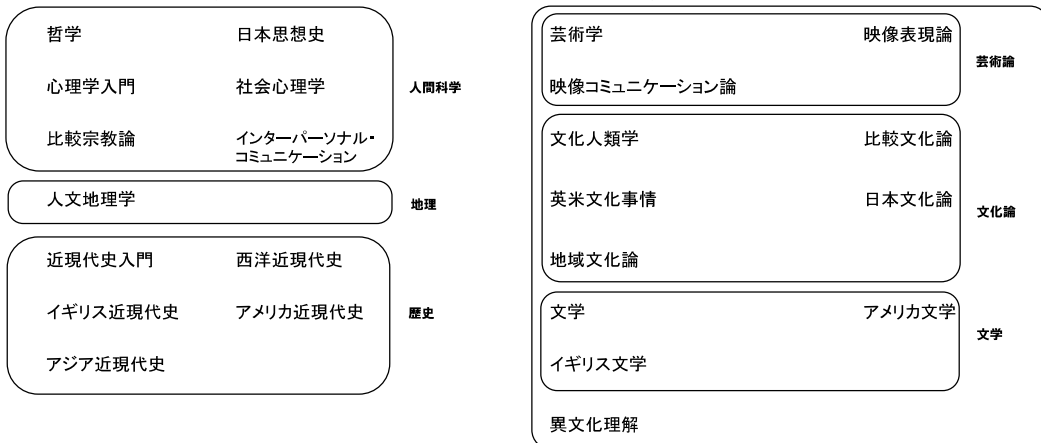 哲学 日本思想史
心理学入門 社会心理学
比較宗教論 インターパーソナル・
コミュニケーション
人間科学
人文地理学
地理
近現代史入門 西洋近現代史
イギリス近現代史 アメリカ近現代史
アジア近現代史
歴史
芸術学 映像表現論
映像コミュニケーション論
芸術論
文化人類学 比較文化論
英米文化事情 日本文化論
地域文化論
文化論
文学 アメリカ文学
イギリス文学
文学
異文化理解